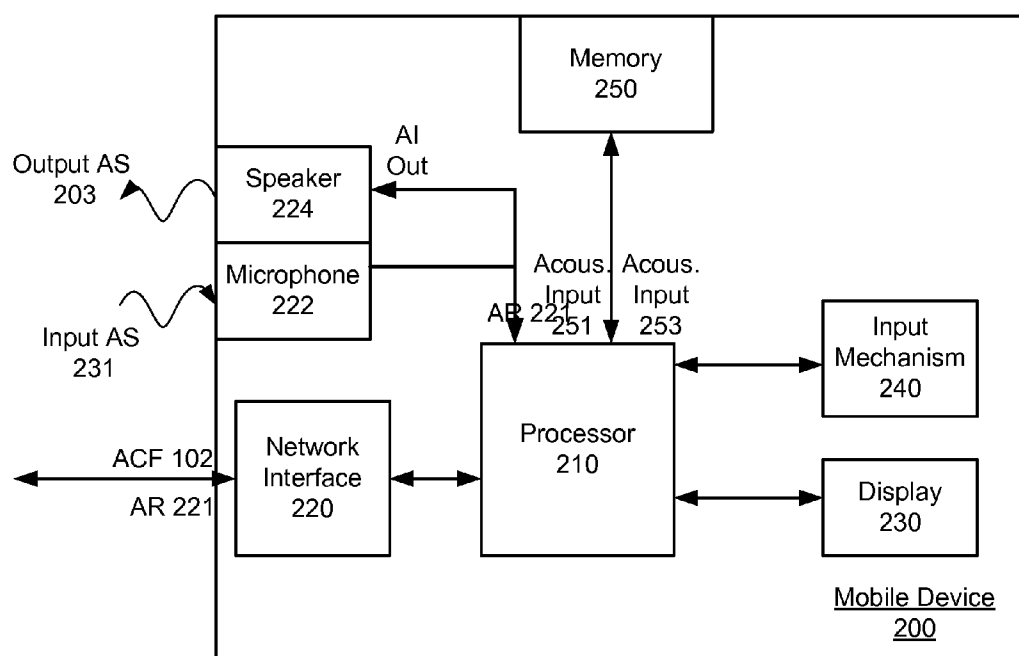 Memory
250
AI
Out
Output AS
203
Speaker
224
Microphone
222
Input AS
231
Acous.
Input
251
Acous.
Input
253
AR 221
Input
Mechanism
240
Processor
210
ACF 102
AR 221
Network
Interface
220
Display
230
Mobile Device
200